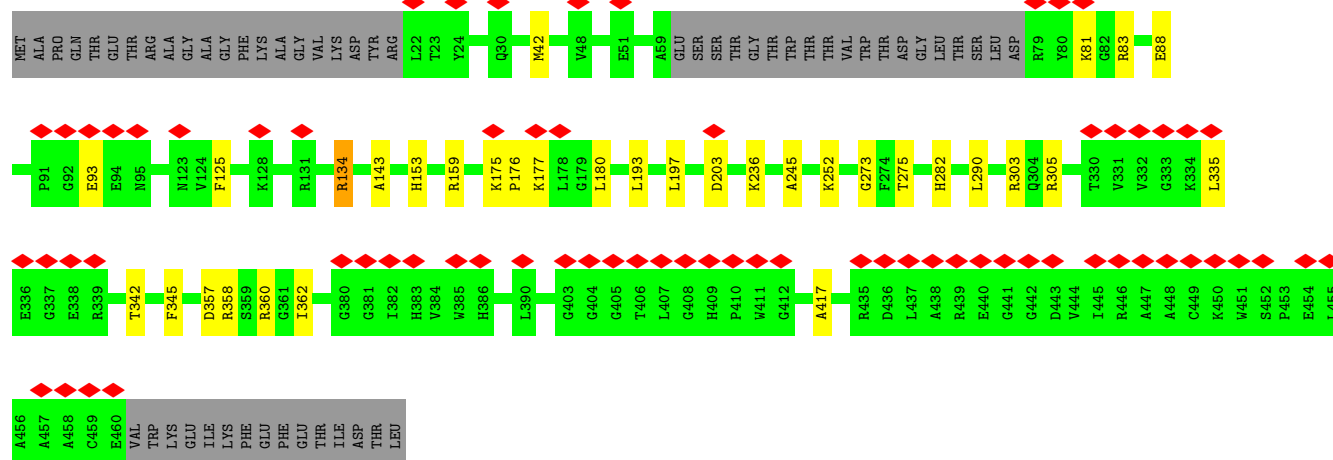 MET ALA PRO GLN THR GLU THR ARG ALA GLY ALA GLY PHE LYS ALA GLY VAL LYS ASP TYR ARG L22 T23 Y24 Q30 M42 V48 E51 A59 GLU SER SER THR GLY THR TRP THR THR VAL TRP THR ASP GLY LEU THR SER LEU ASP R79 Y80 K81 G82 R83 E88
P91 G92 E93 E94 N95 N123 V124 F125 K128 R131 R134 A143 H153 R159 K175 P176 K177 L178 G179 L180 L193 L197 D203 K236 A245 K252 G273 F274 T275 H282 L290 R303 Q304 R305 T330 V331 V332 G333 K334 L335
E336 G337 E338 R339 T342 F345 D357 R358 S359 R360 G361 I362 G380 G381 I382 H383 V384 W385 H386 L390 G403 G404 G405 T406 L407 G408 H409 P410 W411 G412 A417 R435 D436 L437 A438 R439 E440 G441 G442 D443 V444 I445 R446 A447 A448 C449 K450 W451 S452 P453 E454 L455
A456 A457 A458 C459 E460 VAL TRP LYS GLU ILE LYS PHE GLU PHE GLU THR ILE ASP THR LEU